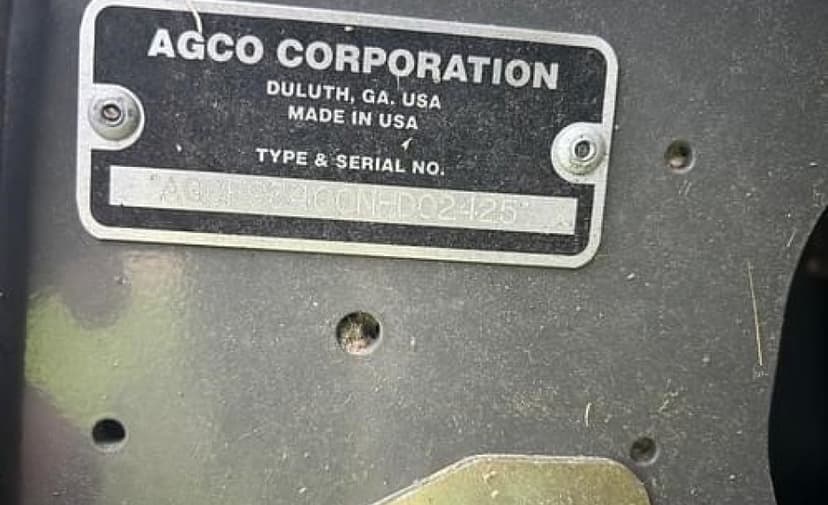 AGCO CORPORATION
DULUTH, GA. USA
MADE IN USA
TYPE & SERIAL NO.